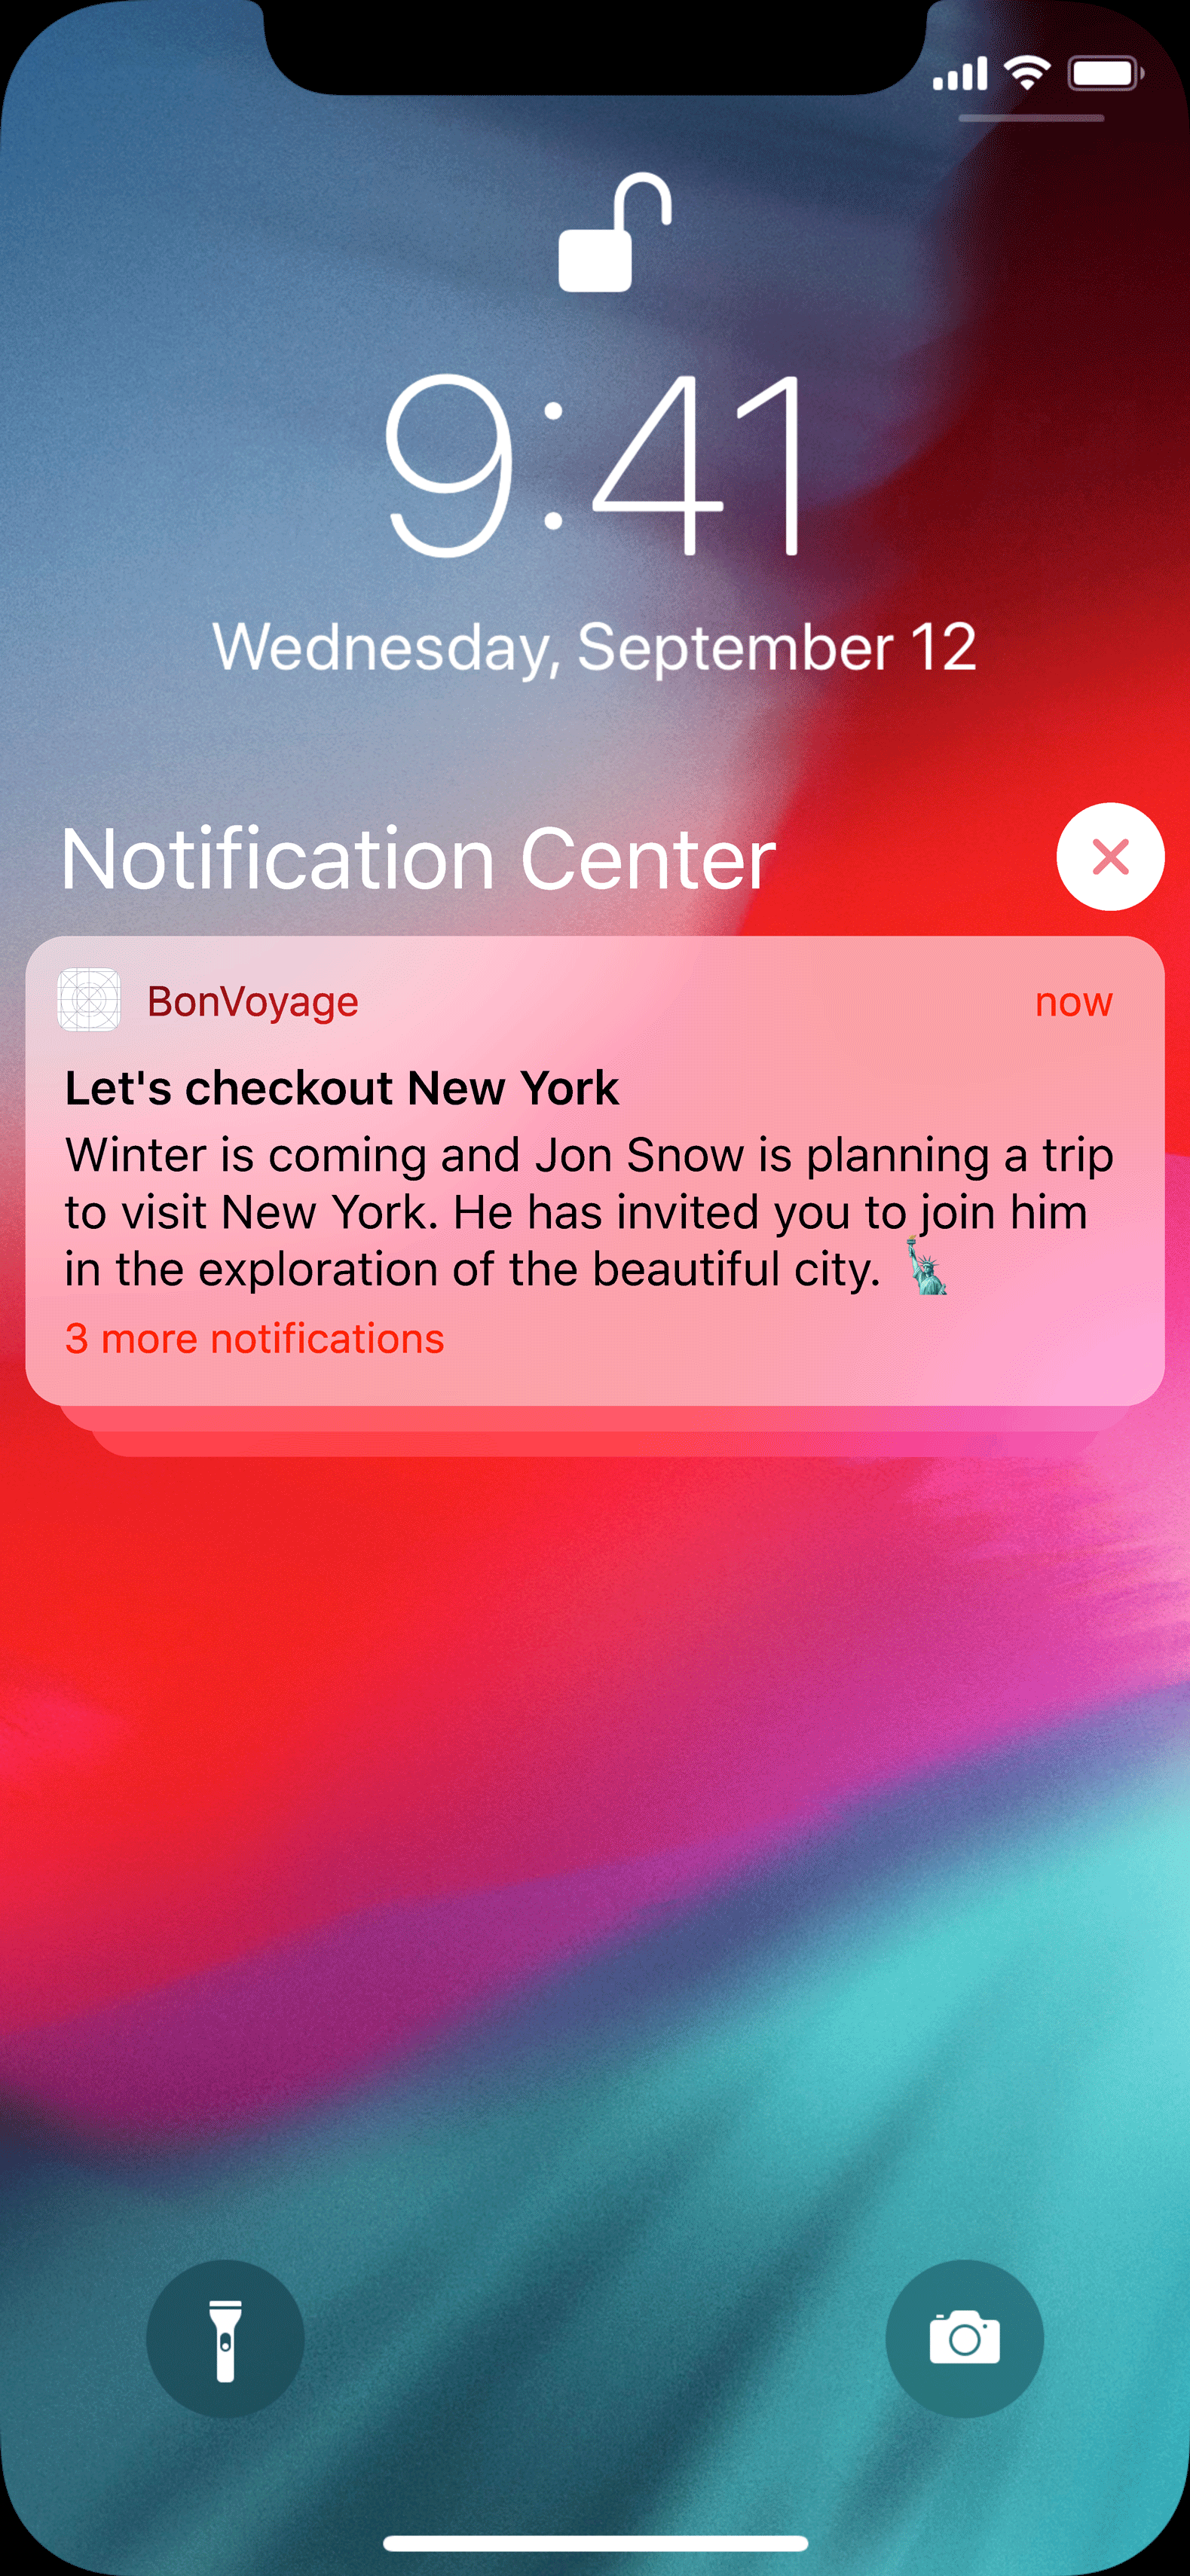 9:41
Wednesday, September 12
Notification Center
BonVoyage
now
Let's checkout New York
Winter is coming and Jon Snow is planning a trip
to visit New York. He has invited you to join him
in the exploration of the beautiful city. 🗽
3 more notifications